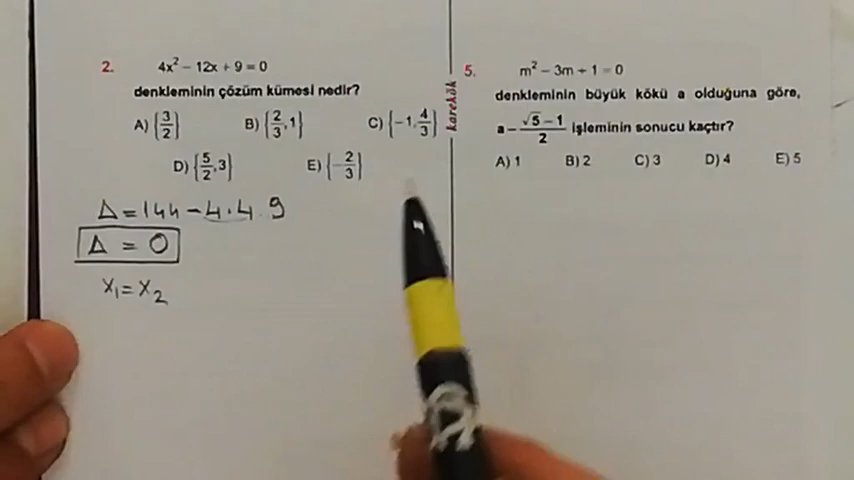 2. 4x² − 12x + 9 = 0
denkleminin çözüm kümesi nedir?
A) {3/2} B) {2/3, 1} C) {−1, 4/3}
D) {5/2, 3} E) {−2/3}
Δ = 144 − 4.4.9
Δ = 0
x₁ = x₂
karekök
5. m² − 3m + 1 = 0
denkleminin büyük kökü a olduğuna göre,
a − (√5 − 1)/2 işleminin sonucu kaçtır?
A) 1 B) 2 C) 3 D) 4 E) 5